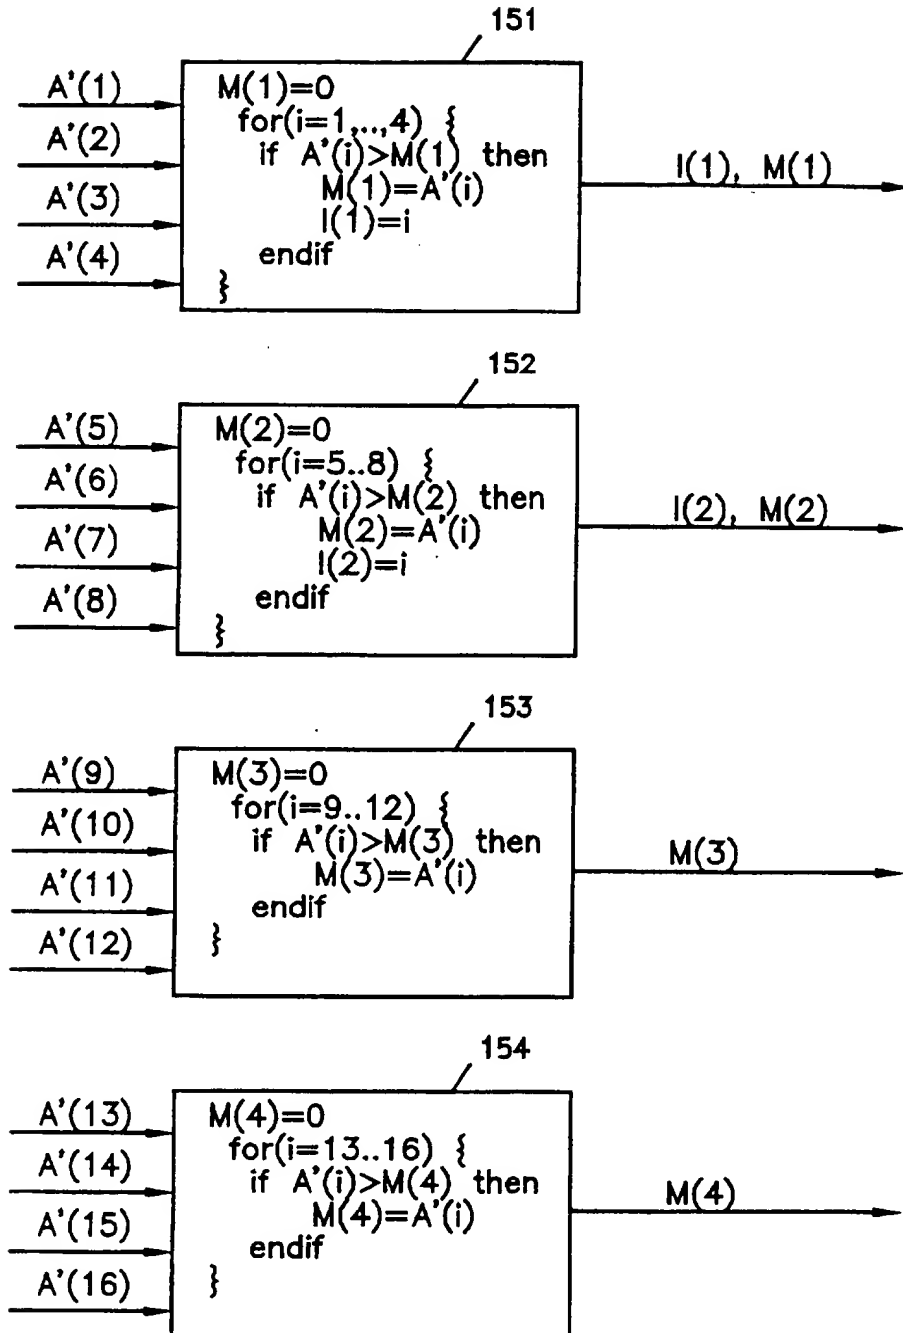 151
A'(1)
A'(2)
A'(3)
A'(4)
M(1)=0
for(i=1,..,4) {
if A'(i)>M(1) then
M(1)=A'(i)
I(1)=i
endif
}
I(1), M(1)
152
A'(5)
A'(6)
A'(7)
A'(8)
M(2)=0
for(i=5..8) {
if A'(i)>M(2) then
M(2)=A'(i)
I(2)=i
endif
}
I(2), M(2)
153
A'(9)
A'(10)
A'(11)
A'(12)
M(3)=0
for(i=9..12) {
if A'(i)>M(3) then
M(3)=A'(i)
endif
}
M(3)
154
A'(13)
A'(14)
A'(15)
A'(16)
M(4)=0
for(i=13..16) {
if A'(i)>M(4) then
M(4)=A'(i)
endif
}
M(4)